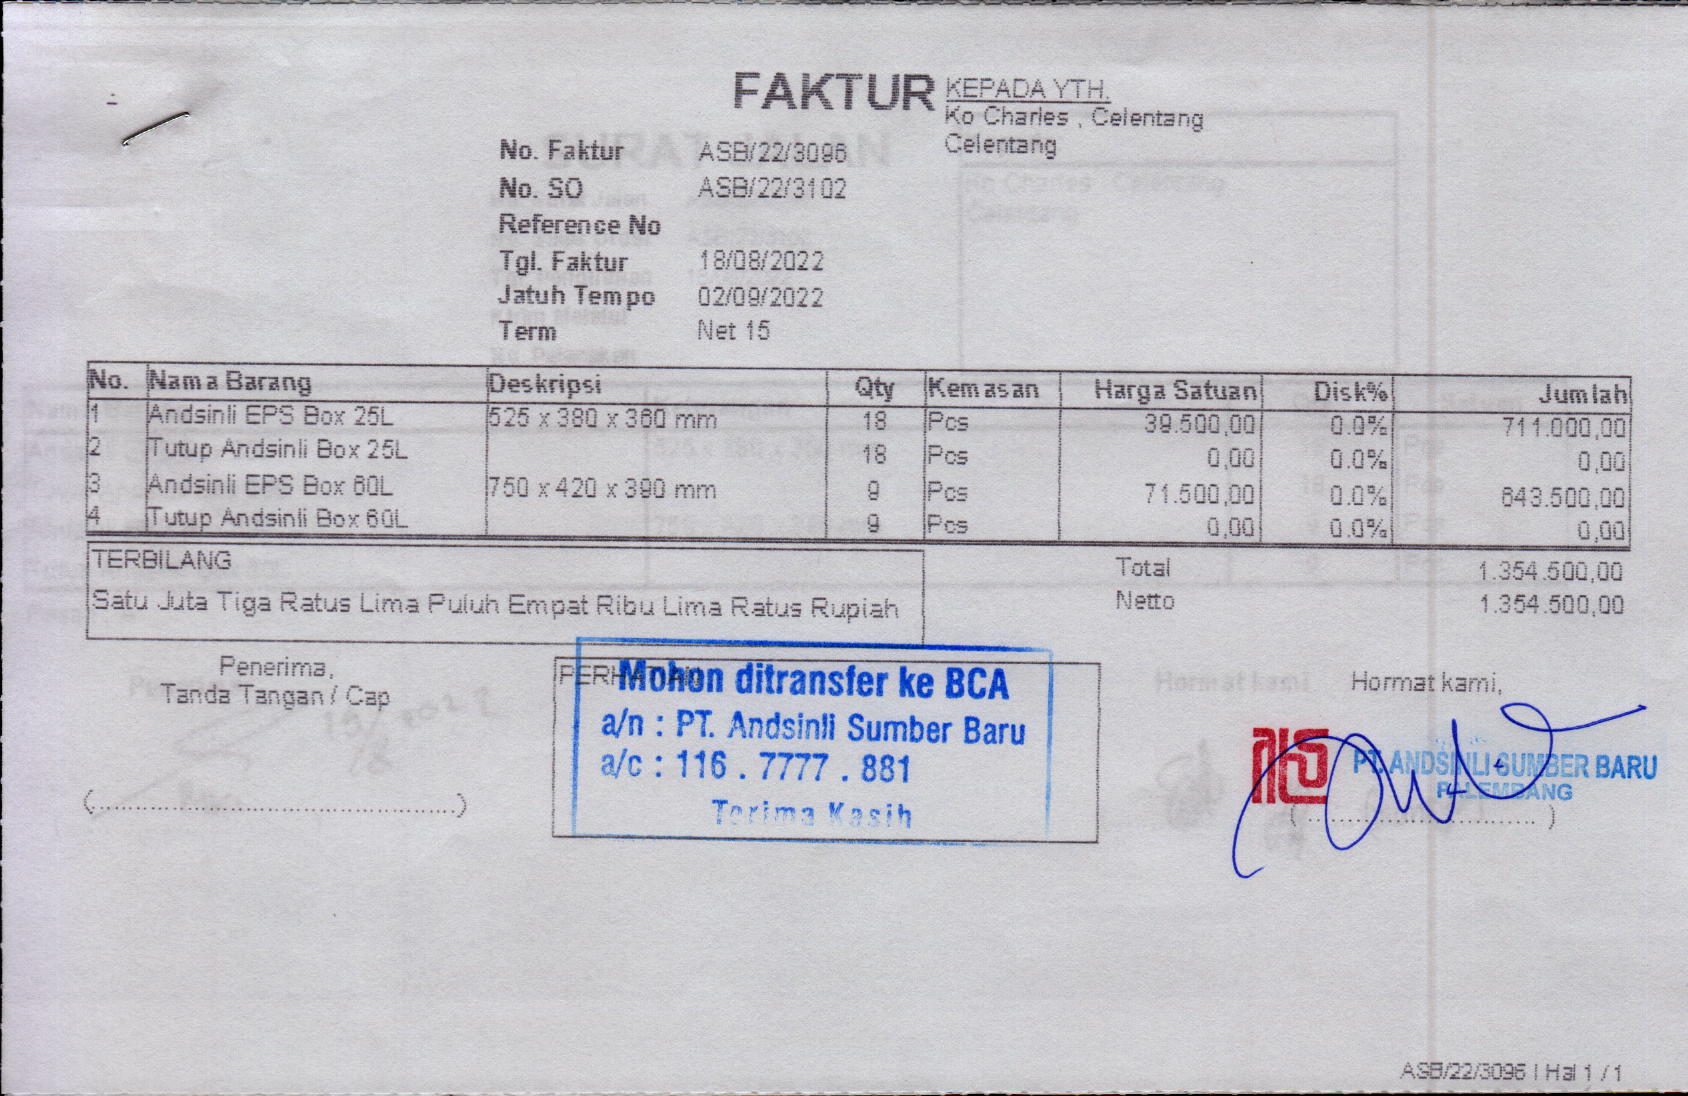 FAKTUR
KEPADA YTH.
Ko Charles , Celentang
Celentang
No. Faktur ASB/22/3096
No. SO ASB/22/3102
Reference No
Tgl. Faktur 18/08/2022
Jatuh Tempo 02/09/2022
Term Net 15
No. Nama Barang Deskripsi Qty Kemasan Harga Satuan Disk% Jumlah
1 Andsinli EPS Box 25L 525 x 380 x 360 mm 18 Pcs 39.500,00 0.0% 711.000,00
2 Tutup Andsinli Box 25L 18 Pcs 0,00 0.0% 0,00
3 Andsinli EPS Box 60L 750 x 420 x 390 mm 9 Pcs 71.500,00 0.0% 643.500,00
4 Tutup Andsinli Box 60L 9 Pcs 0,00 0.0% 0,00
TERBILANG
Satu Juta Tiga Ratus Lima Puluh Empat Ribu Lima Ratus Rupiah
Total 1.354.500,00
Netto 1.354.500,00
Penerima,
Tanda Tangan / Cap
(..........................................................)
PERHATIAN
Mohon ditransfer ke BCA
a/n : PT. Andsinli Sumber Baru
a/c : 116 . 7777 . 881
Terima Kasih
Hormat kami,
PT. ANDSINLI SUMBER BARU
PALEMBANG
(........................................)
ASB/22/3096 | Hal 1 / 1